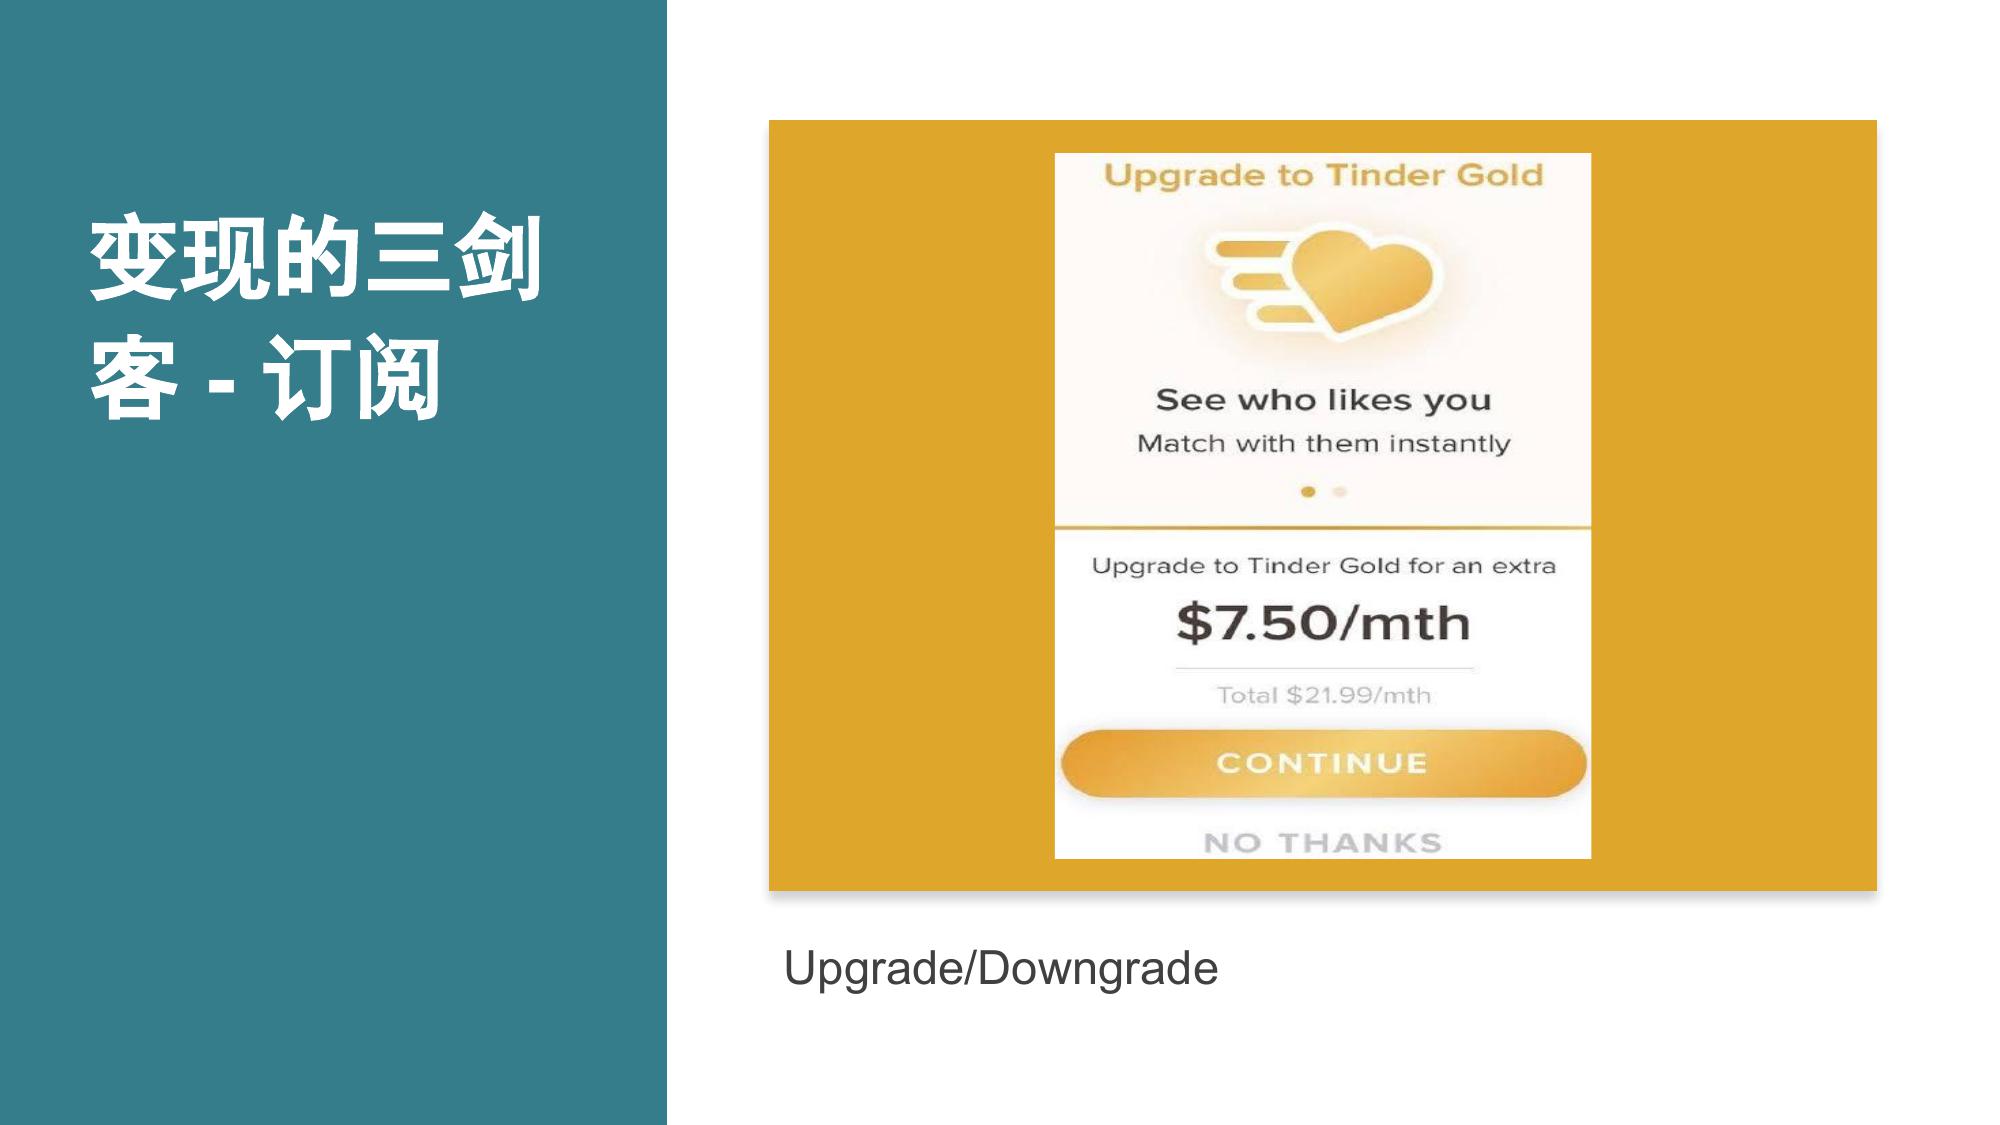 变现的三剑
客 - 订阅
Upgrade to Tinder Gold
See who likes you
Match with them instantly
Upgrade to Tinder Gold for an extra
$7.50/mth
Total $21.99/mth
CONTINUE
NO THANKS
Upgrade/Downgrade